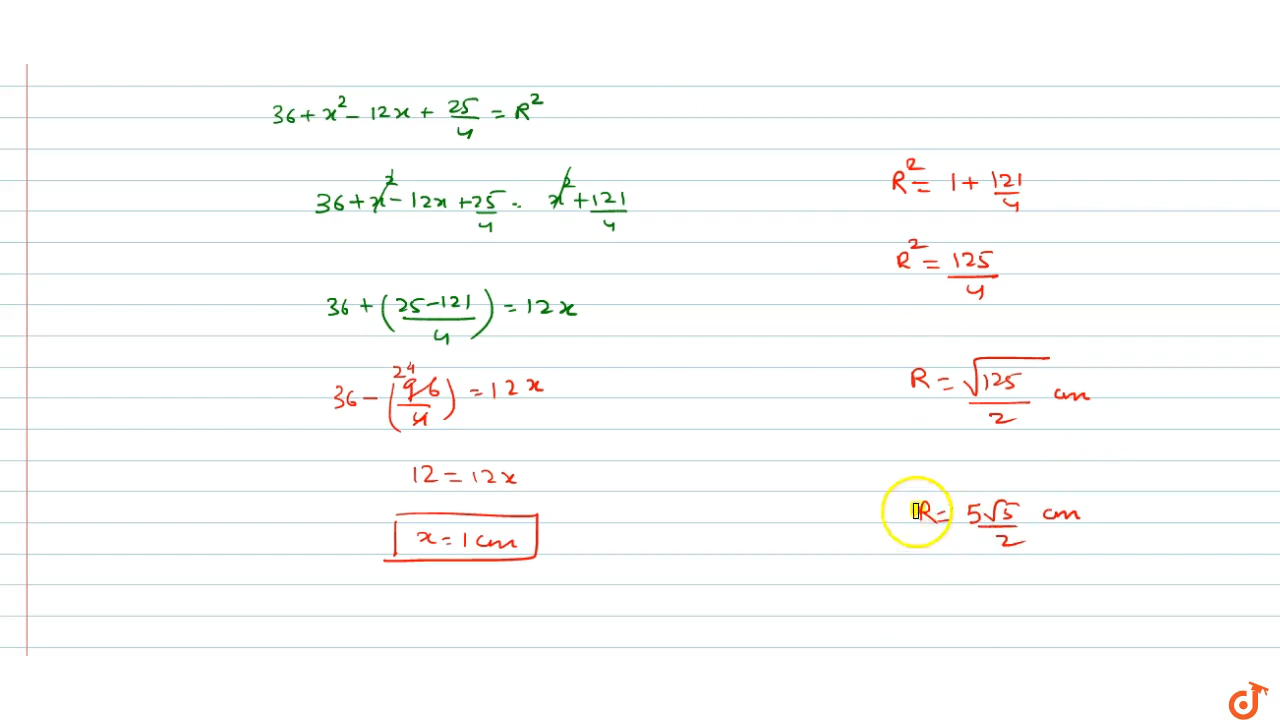 36 + x² - 12x + 25/4 = R²
36 + x² - 12x + 25/4 = x² + 121/4
36 + (25-121/4) = 12x
24
36 - (96/4) = 12x
12 = 12x
x = 1 cm
R² = 1 + 121/4
R² = 125/4
R = √125/2 cm
R = 5√5/2 cm